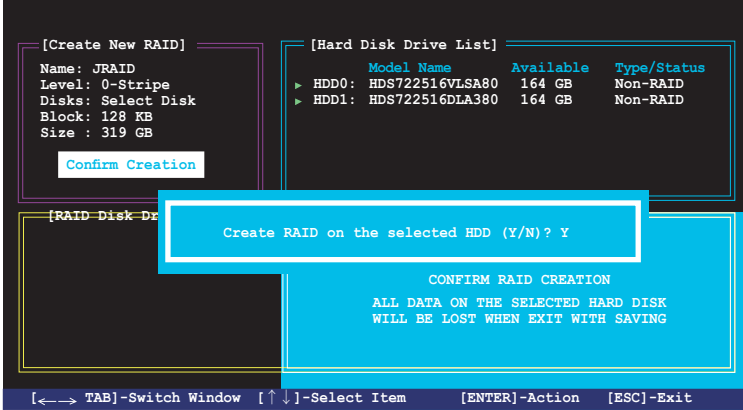 [Create New RAID]
Name: JRAID
Level: 0-Stripe
Disks: Select Disk
Block: 128 KB
Size : 319 GB
Confirm Creation
[Hard Disk Drive List]
Model Name Available Type/Status
HDD0: HDS722516VLSA80 164 GB Non-RAID
HDD1: HDS722516DLA380 164 GB Non-RAID
[RAID Disk Dr
Create RAID on the selected HDD (Y/N)? Y
CONFIRM RAID CREATION
ALL DATA ON THE SELECTED HARD DISK
WILL BE LOST WHEN EXIT WITH SAVING
[←→ TAB]-Switch Window [↑↓]-Select Item [ENTER]-Action [ESC]-Exit